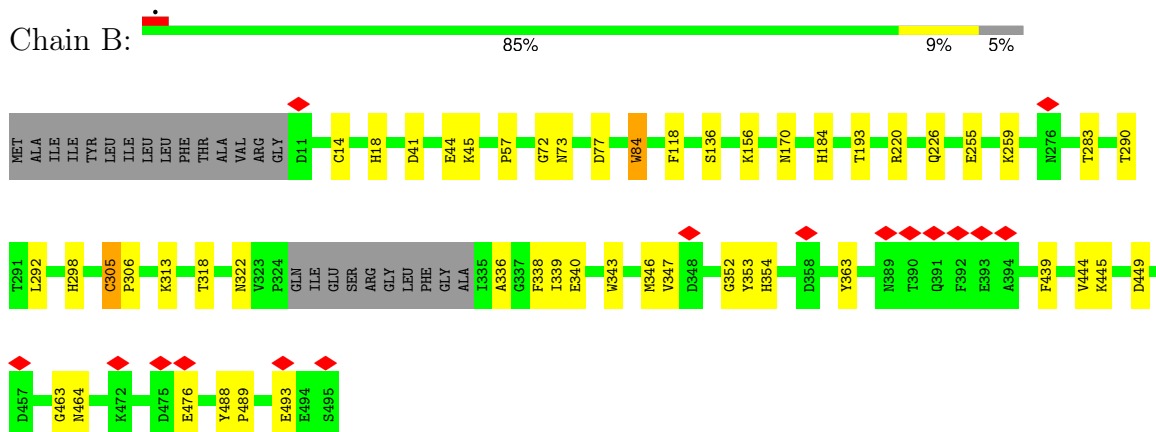 Chain B:
85% 9% 5%
MET ALA ILE ILE TYR LEU ILE LEU LEU PHE THR ALA VAL ARG GLY D11 C14 H18 D41 E44 K45 P57 G72 N73 D77 W84 F118 S136 K156 N170 H184 T193 R220 Q226 E255 K259 N276 T283 T290
T291 L292 H298 C305 P306 K313 T318 N322 V323 P324 GLN ILE GLU SER ARG GLY LEU PHE GLY ALA I335 A336 G337 F338 I339 E340 W343 M346 V347 D348 G352 Y353 H354 D358 Y363 N389 T390 Q391 F392 E393 A394 F439 V444 K445 D449
D457 G463 N464 K472 D475 E476 Y488 P489 E493 E494 S495